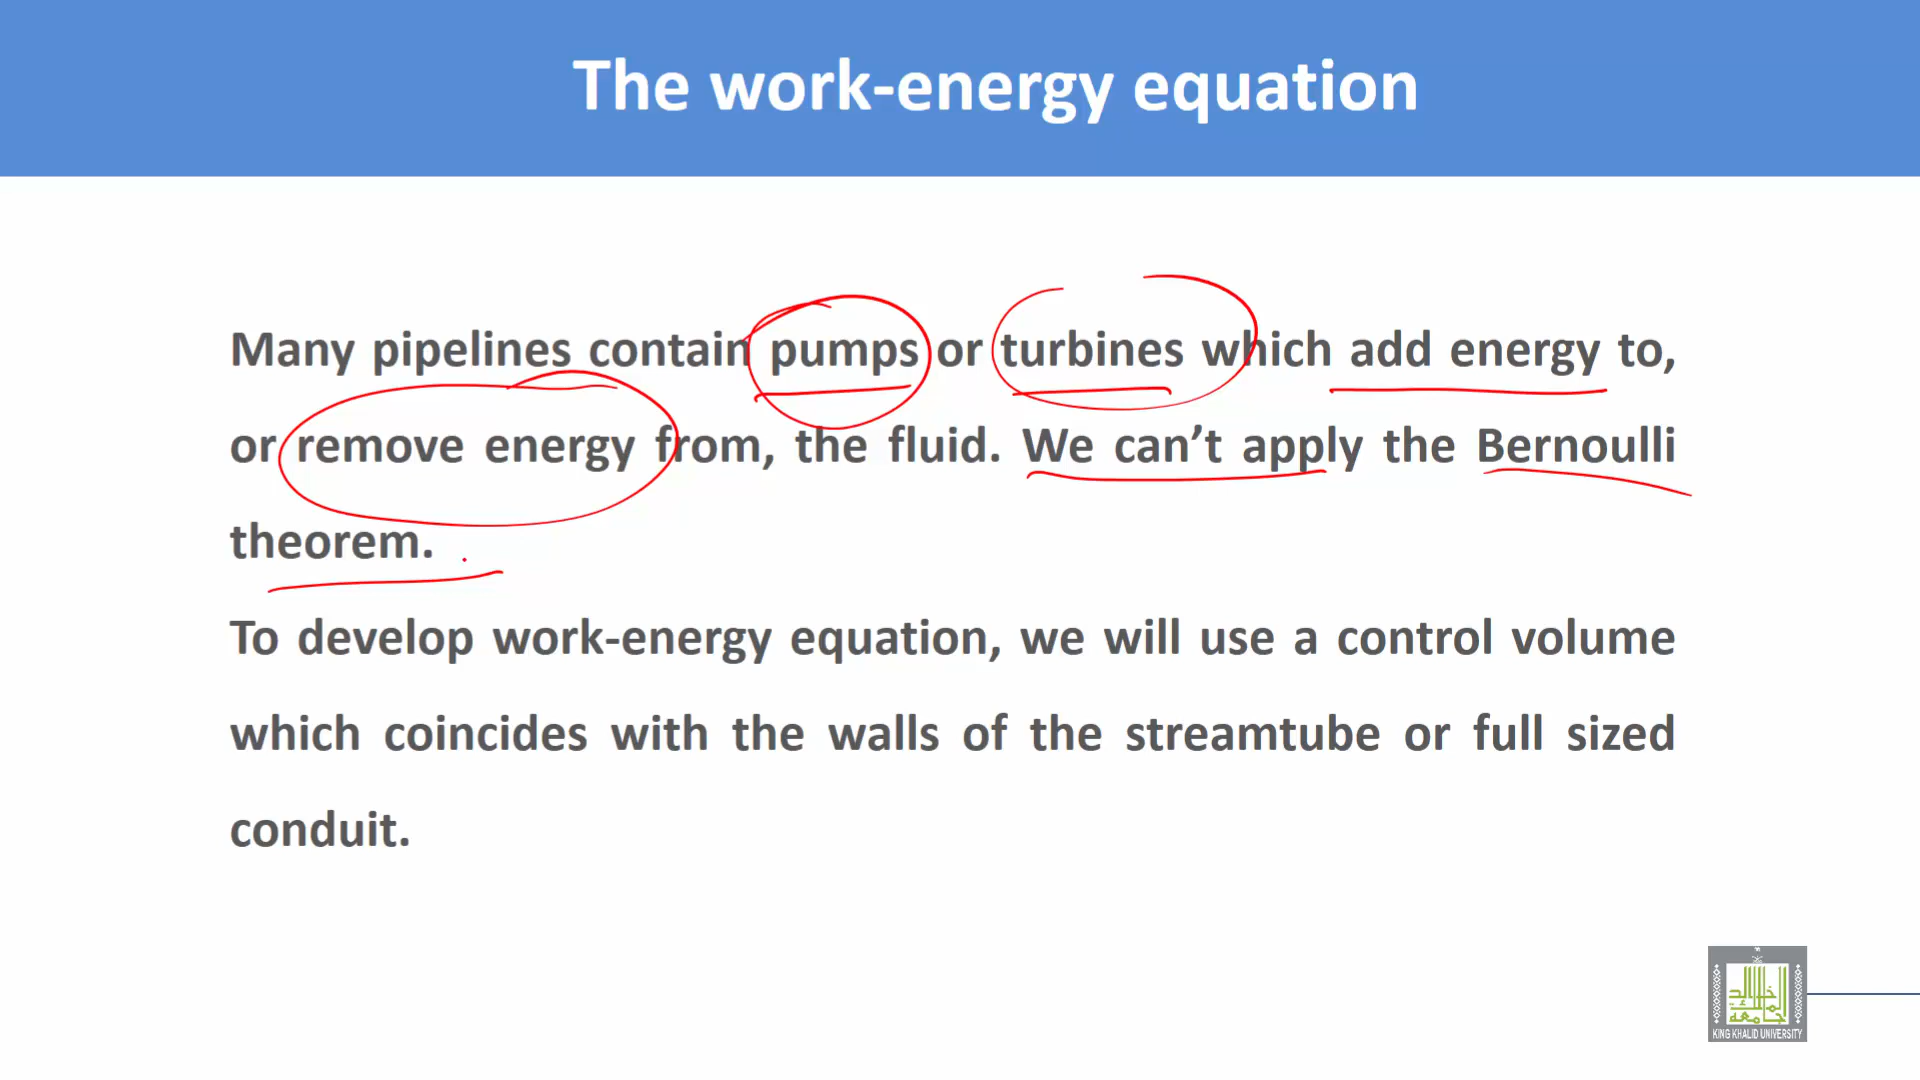 The work-energy equation
Many pipelines contain pumps or turbines which add energy to,
or remove energy from, the fluid. We can’t apply the Bernoulli
theorem.
To develop work-energy equation, we will use a control volume
which coincides with the walls of the streamtube or full sized
conduit.
KING KHALID UNIVERSITY